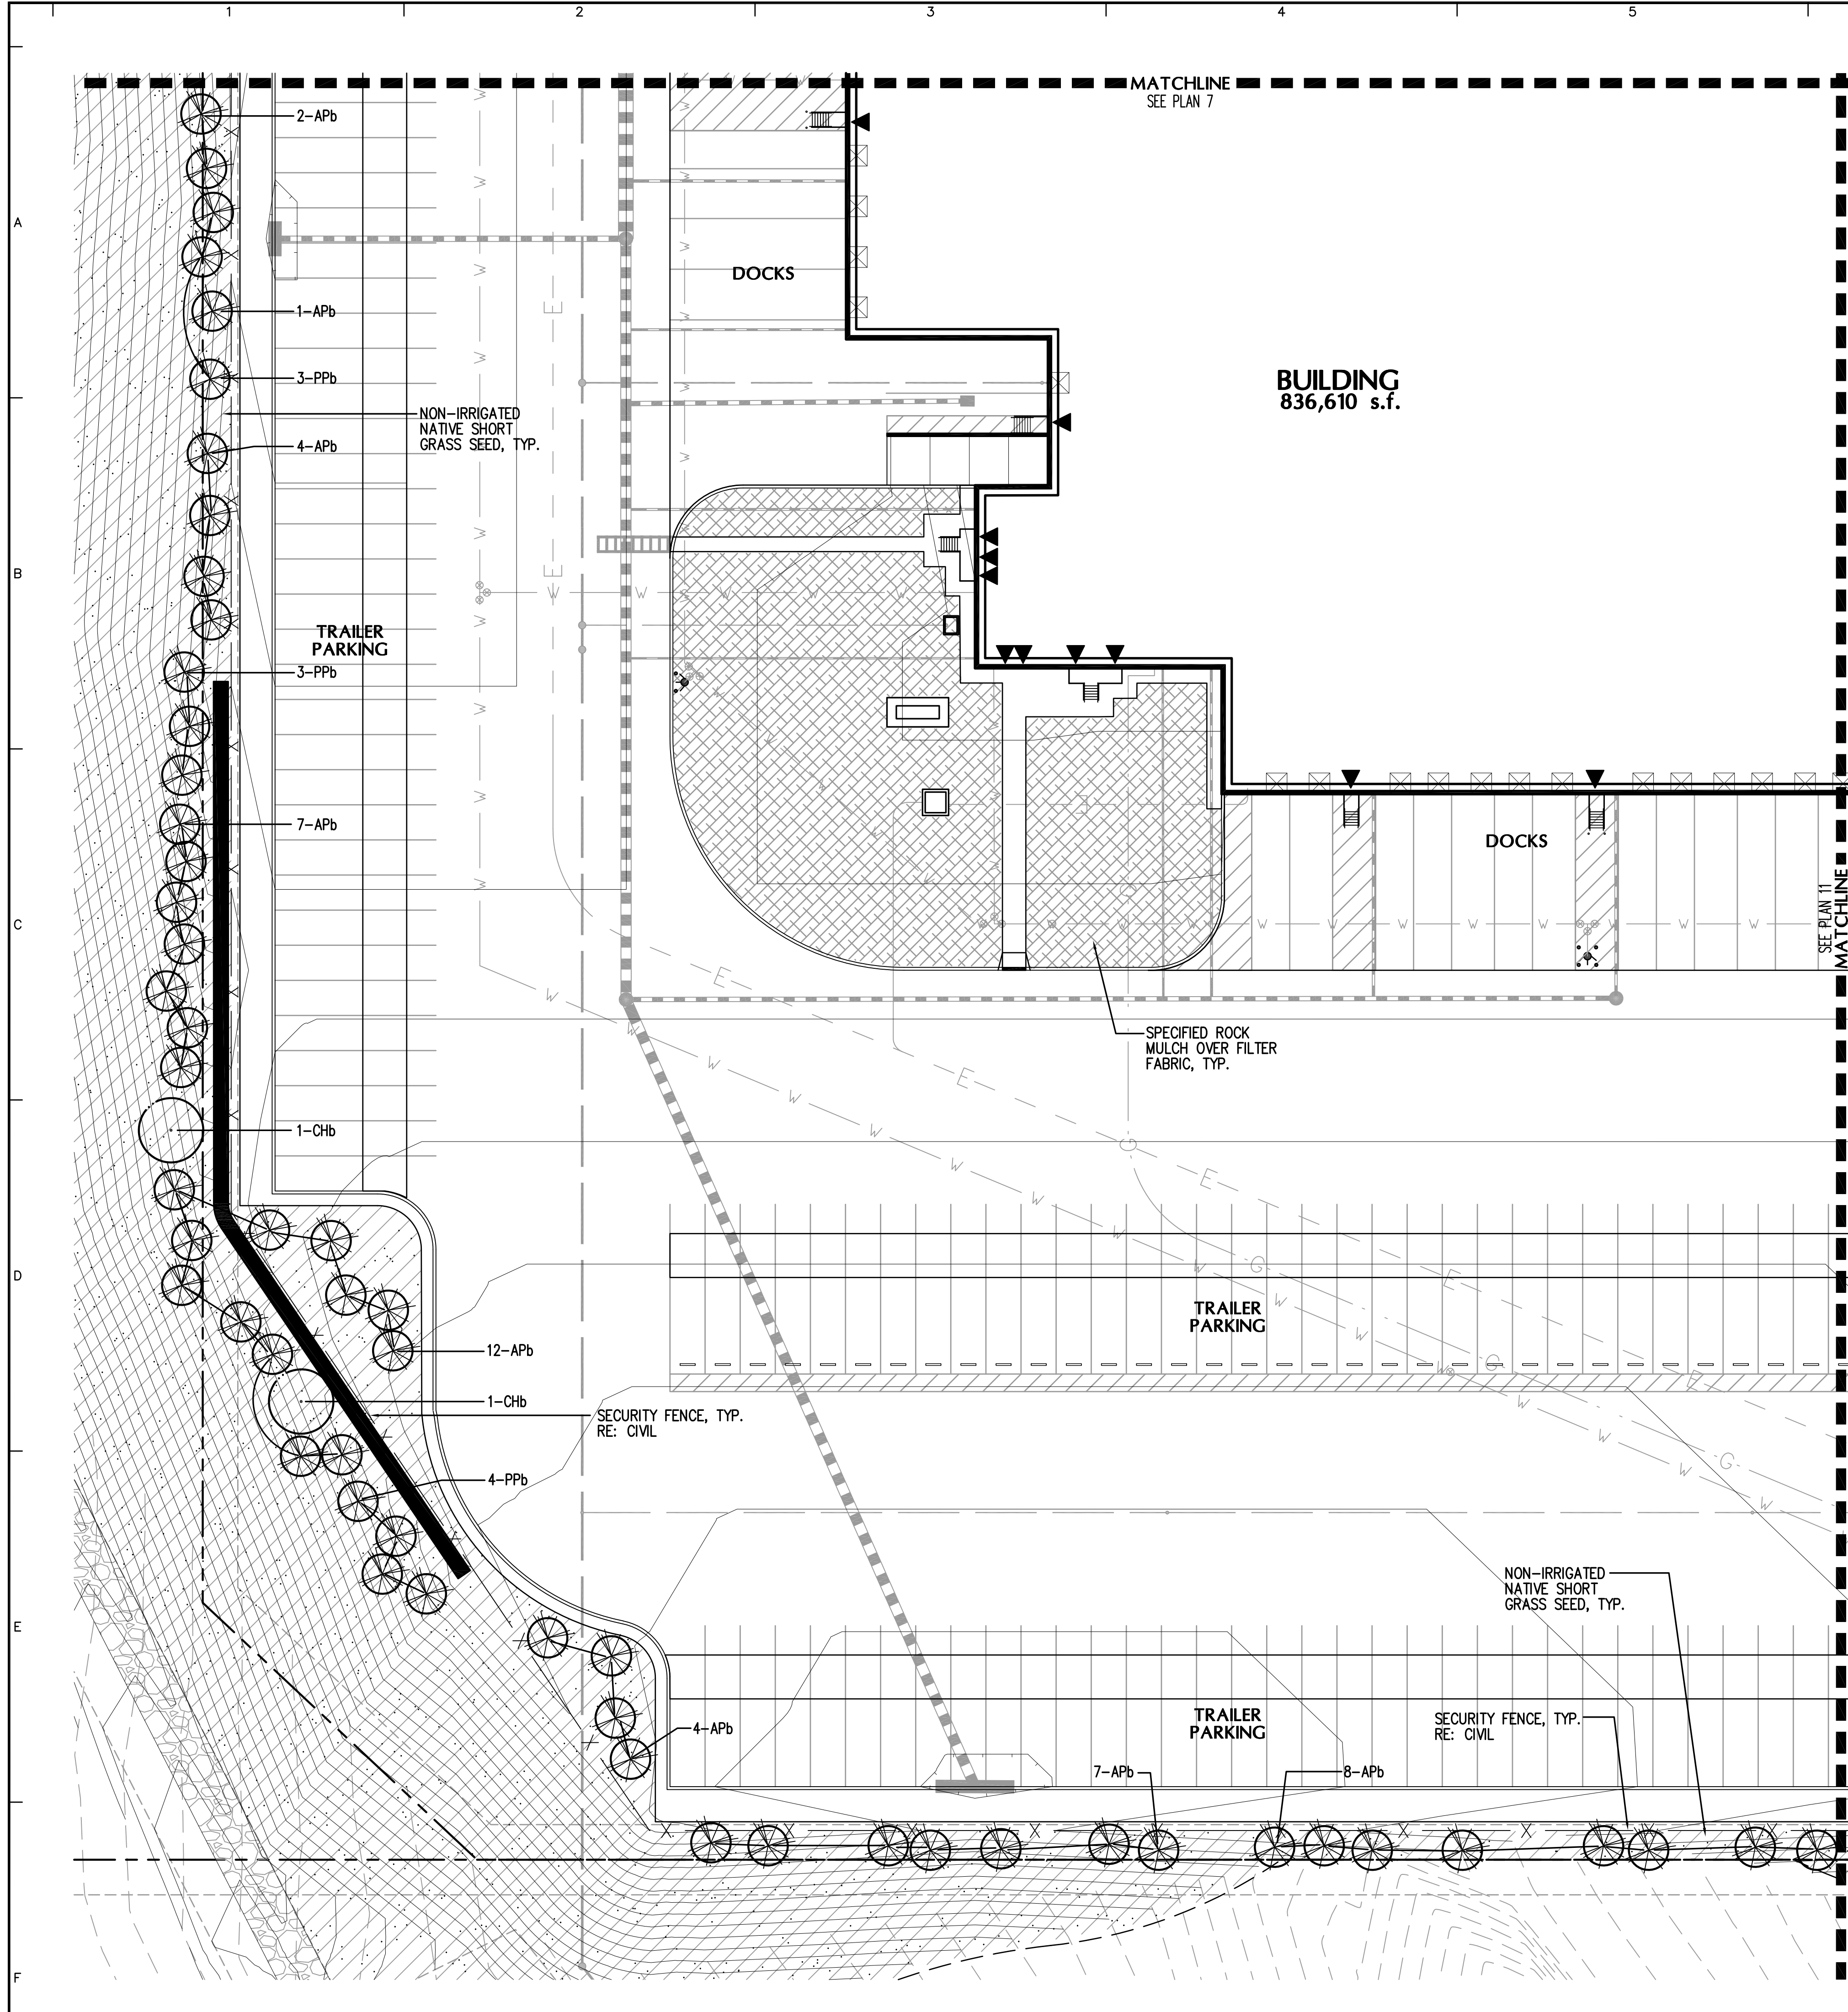 1
2
3
4
5
MATCHLINE
SEE PLAN 7
2-APb
A
DOCKS
1-APb
3-PPb
BUILDING
836,610 s.f.
NON-IRRIGATED
NATIVE SHORT
GRASS SEED, TYP.
4-APb
E
B
E
W
W
W
W
W
TRAILER
PARKING
3-PPb
7-APb
E
DOCKS
G
SEE PLAN 11
MATCHLINE
C
W
W
W
W
W
W
W
W
E
W
SPECIFIED ROCK
MULCH OVER FILTER
FABRIC, TYP.
W
W
E
W
W
1-CHb
G
W
E
W
W
D
G
E
W
TRAILER
PARKING
W
W
12-APb
G
E
1-CHb
SECURITY FENCE, TYP.
RE: CIVIL
W
G
4-PPb
W
W
NON-IRRIGATED
NATIVE SHORT
GRASS SEED, TYP.
E
TRAILER
PARKING
SECURITY FENCE, TYP.
RE: CIVIL
4-APb
7-APb
8-APb
F